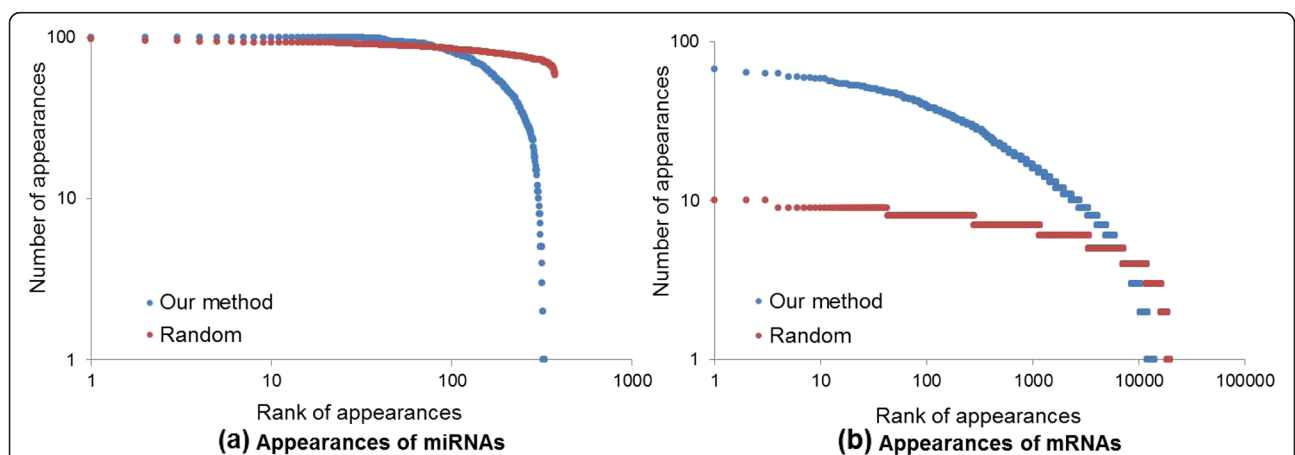 100
10
1
Number of appearances
Our method
Random
1
10
100
1000
Rank of appearances
(a) Appearances of miRNAs
100
10
1
Number of appearances
Our method
Random
1
10
100
1000
10000
100000
Rank of appearances
(b) Appearances of mRNAs